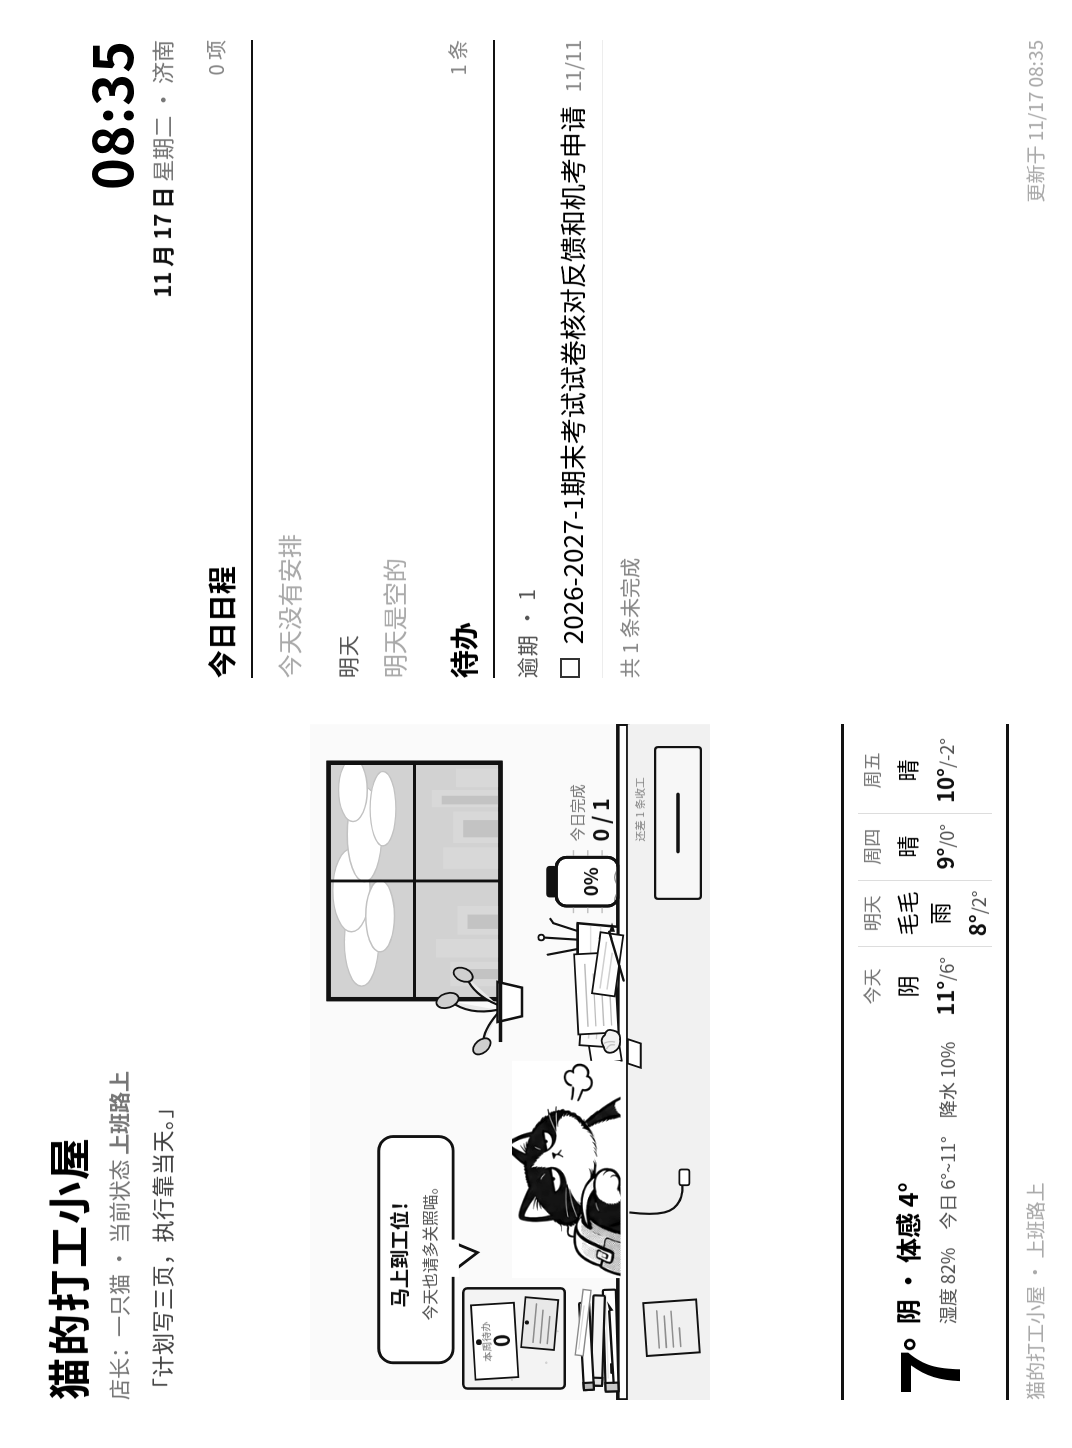 猫的打工小屋
店长：一只猫 · 当前状态 上班路上
「计划写三页，执行靠当天。」
08:35
11月17日 星期二 · 济南
马上到工位!
今天也请多关照喵。
本周待办
0
0%
今日完成
0 / 1
还差 1 条收工
7° 阴 · 体感 4°
湿度 82% 今日 6°~11° 降水 10%
今天
阴
11°/6°
明天
毛毛雨
8°/2°
周四
晴
9°/0°
周五
晴
10°/-2°
今日日程 0 项
今天没有安排
明天
明天是空的
待办 1 条
逾期 · 1
2026-2027-1期末考试试卷核对反馈和机考申请 11/11
共 1 条未完成
猫的打工小屋 · 上班路上
更新于 11/17 08:35